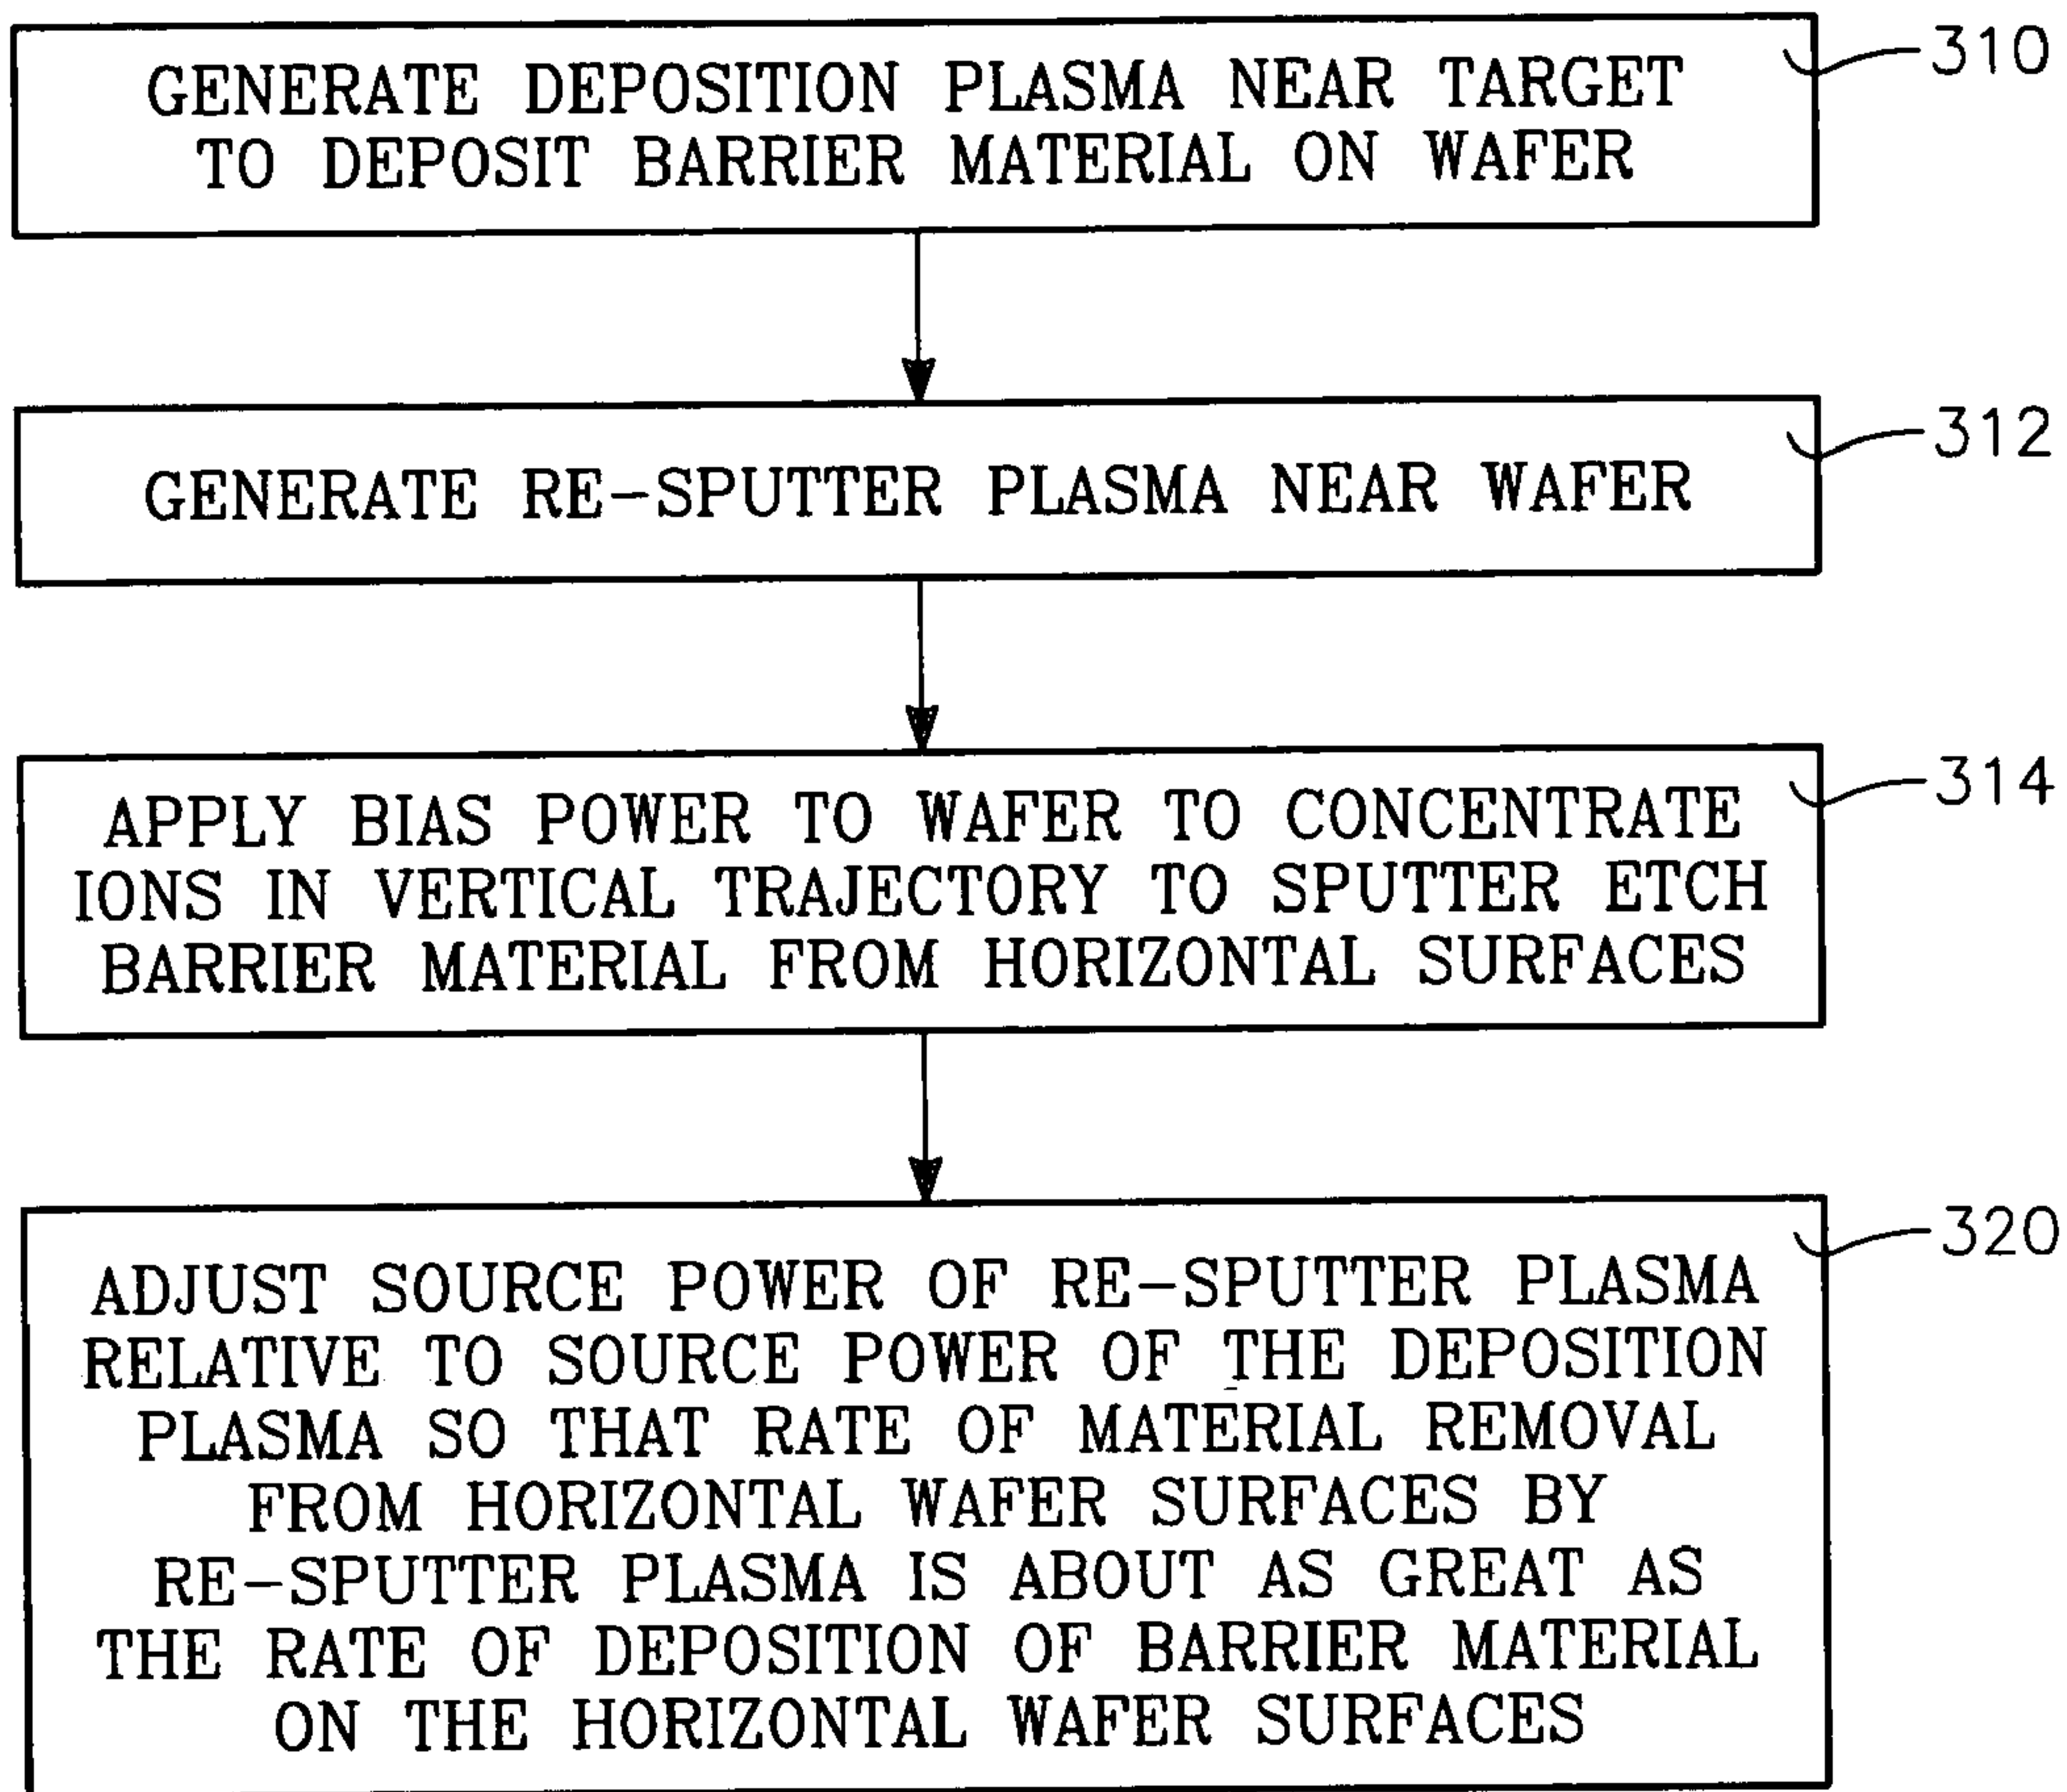 GENERATE DEPOSITION PLASMA NEAR TARGET
TO DEPOSIT BARRIER MATERIAL ON WAFER
310
GENERATE RE-SPUTTER PLASMA NEAR WAFER
312
APPLY BIAS POWER TO WAFER TO CONCENTRATE
IONS IN VERTICAL TRAJECTORY TO SPUTTER ETCH
BARRIER MATERIAL FROM HORIZONTAL SURFACES
314
ADJUST SOURCE POWER OF RE-SPUTTER PLASMA
RELATIVE TO SOURCE POWER OF THE DEPOSITION
PLASMA SO THAT RATE OF MATERIAL REMOVAL
FROM HORIZONTAL WAFER SURFACES BY
RE-SPUTTER PLASMA IS ABOUT AS GREAT AS
THE RATE OF DEPOSITION OF BARRIER MATERIAL
ON THE HORIZONTAL WAFER SURFACES
320